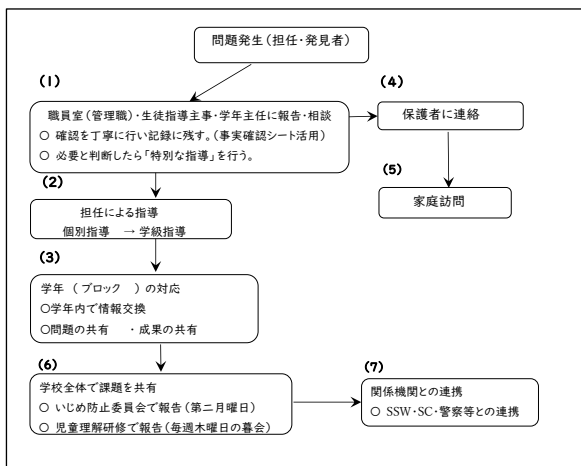 問題発生（担任・発見者）
(1)
職員室（管理職）・生徒指導主事・学年主任に報告・相談
○ 確認を丁寧に行い記録に残す。（事実確認シート活用）
○ 必要と判断したら「特別な指導」を行う。
(4)
保護者に連絡
(5)
家庭訪問
(2)
担任による指導
個別指導 → 学級指導
(3)
学年 （ブロック ）の対応
○学年内で情報交換
○問題の共有 ・成果の共有
(6)
学校全体で課題を共有
○ いじめ防止委員会で報告（第二月曜日）
○ 児童理解研修で報告（毎週木曜日の暮会）
(7)
関係機関との連携
○ SSW・SC・警察等との連携